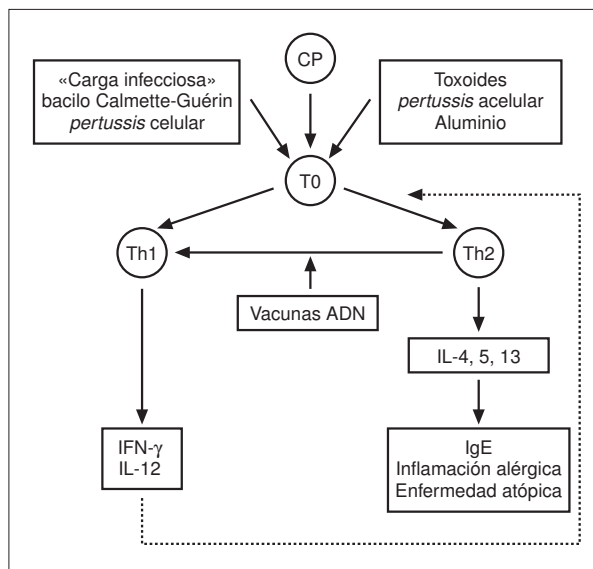 CP
«Carga infecciosa»
bacilo Calmette-Guérin
pertussis celular
Toxoides
pertussis acelular
Aluminio
T0
Th1
Th2
Vacunas ADN
IL-4, 5, 13
IFN-γ
IL-12
IgE
Inflamación alérgica
Enfermedad atópica